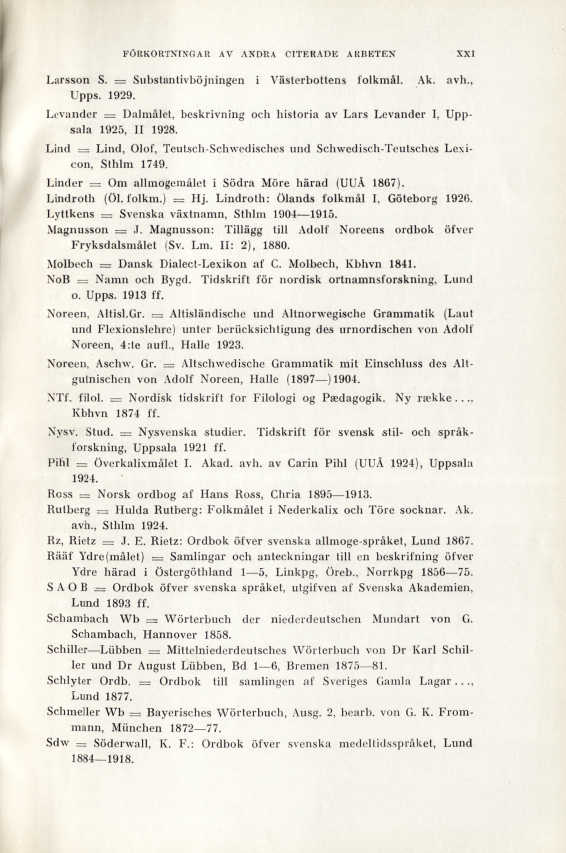 FÖRKORTNINGAR AV ANDRA CITERADE ARBETEN XXI
Larsson S. = Substantivböjningen i Västerbottens folkmål. Ak. avh.,
Upps. 1929.
Levander = Dalmålet, beskrivning och historia av Lars Levander I, Upp-
sala 1925, II 1928.
Lind = Lind, Olof, Teutsch-Schwedisches und Schwedisch-Teutsches Lexi-
con, Sthlm 1749.
Linder = Om allmogemålet i Södra Möre härad (UUÅ 1867).
Lindroth (Öl. folkm.) = Hj. Lindroth: Ölands folkmål I, Göteborg 1926.
Lyttkens = Svenska växtnamn, Sthlm 1904—1915.
Magnusson = J. Magnusson: Tillägg till Adolf Noreens ordbok öfver
Fryksdalsmålet (Sv. Lm. II: 2), 1880.
Molbech = Dansk Dialect-Lexikon af C. Molbech, Kbhvn 1841.
NoB = Namn och Bygd. Tidskrift för nordisk ortnamnsforskning, Lund
o. Upps. 1913 ff.
Noreen, Altisl.Gr. = Altisländische und Altnorwegische Grammatik (Laut
und Flexionslehre) unter berücksichtigung des urnordischen von Adolf
Noreen, 4:te aufl., Halle 1923.
Noreen, Aschw. Gr. = Altschwedische Grammatik mit Einschluss des Alt-
gutnischen von Adolf Noreen, Halle (1897—)1904.
NTf. filol. = Nordisk tidskrift for Filologi og Pædagogik. Ny række...,
Kbhvn 1874 ff.
Nysv. Stud. = Nysvenska studier. Tidskrift för svensk stil- och språk-
forskning, Uppsala 1921 ff.
Pihl = Överkalixmålet I. Akad. avh. av Carin Pihl (UUÅ 1924), Uppsala
1924.
Ross = Norsk ordbog af Hans Ross, Chria 1895—1913.
Rutberg = Hulda Rutberg: Folkmålet i Nederkalix och Töre socknar. Ak.
avh., Sthlm 1924.
Rz, Rietz = J. E. Rietz: Ordbok öfver svenska allmoge-språket, Lund 1867.
Rääf Ydre(målet) = Samlingar och anteckningar till en beskrifning öfver
Ydre härad i Östergöthland 1—5, Linkpg, Öreb., Norrkpg 1856—75.
S A O B = Ordbok öfver svenska språket, utgifven af Svenska Akademien,
Lund 1893 ff.
Schambach Wb = Wörterbuch der niederdeutschen Mundart von G.
Schambach, Hannover 1858.
Schiller—Lübben = Mittelniederdeutsches Wörterbuch von Dr Karl Schil-
ler und Dr August Lübben, Bd 1—6, Bremen 1875—81.
Schlyter Ordb. = Ordbok till samlingen af Sveriges Gamla Lagar...,
Lund 1877.
Schmeller Wb = Bayerisches Wörterbuch, Ausg. 2, bearb. von G. K. From-
mann, München 1872—77.
Sdw = Söderwall, K. F.: Ordbok öfver svenska medeltidsspråket, Lund
1884—1918.